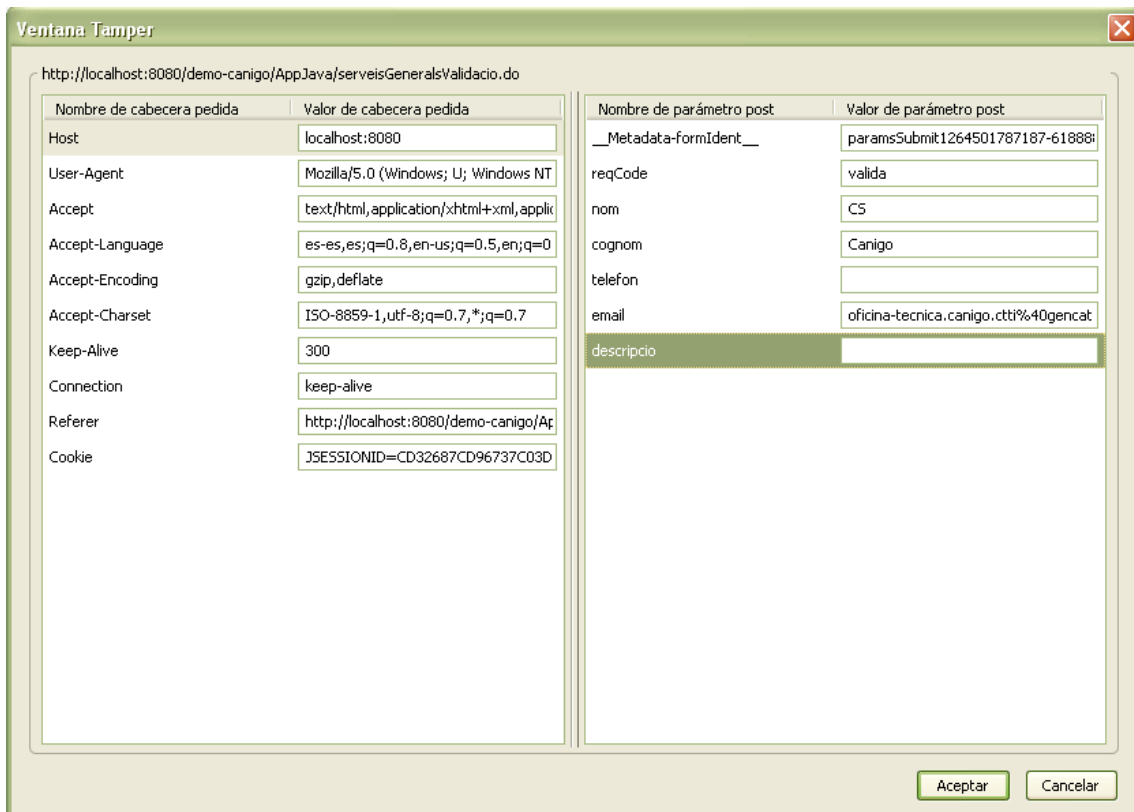 Ventana Tamper
http://localhost:8080/demo-canigo/AppJava/serveisGeneralsValidacio.do
Nombre de cabecera pedida Valor de cabecera pedida
Host localhost:8080
User-Agent Mozilla/5.0 (Windows; U; Windows NT
Accept text/html,application/xhtml+xml,applic
Accept-Language es-es,es;q=0.8,en-us;q=0.5,en;q=0
Accept-Encoding gzip,deflate
Accept-Charset ISO-8859-1,utf-8;q=0.7,*;q=0.7
Keep-Alive 300
Connection keep-alive
Referer http://localhost:8080/demo-canigo/Ap
Cookie JSESSIONID=CD32687CD96737C03D
Nombre de parámetro post Valor de parámetro post
__Metadata-formIdent__ paramsSubmit1264501787187-61888
reqCode valida
nom CS
cognom Canigo
telefon
email oficina-tecnica.canigo.ctti%40gencat
descripcio
Aceptar Cancelar